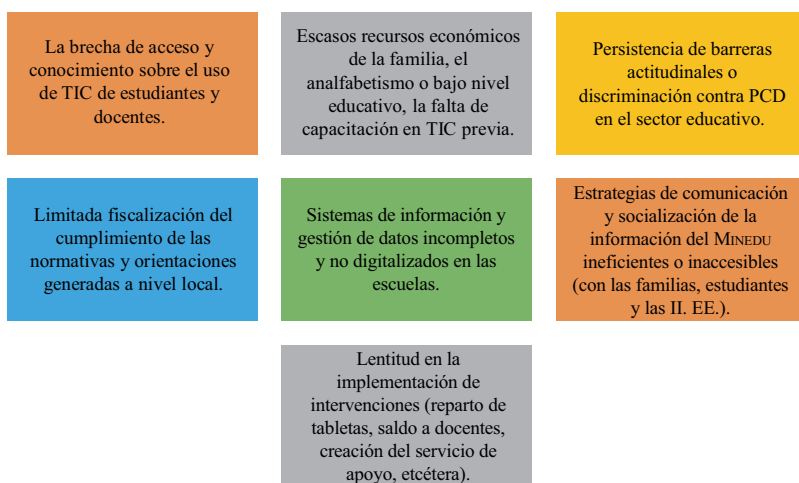 La brecha de acceso y
conocimiento sobre el uso
de TIC de estudiantes y
docentes.
Escasos recursos económicos
de la familia, el
analfabetismo o bajo nivel
educativo, la falta de
capacitación en TIC previa.
Persistencia de barreras
actitudinales o
discriminación contra PCD
en el sector educativo.
Limitada fiscalización del
cumplimiento de las
normativas y orientaciones
generadas a nivel local.
Sistemas de información y
gestión de datos incompletos
y no digitalizados en las
escuelas.
Estrategias de comunicación
y socialización de la
información del MINEDU
ineficientes o inaccesibles
(con las familias, estudiantes
y las II. EE.).
Lentitud en la
implementación de
intervenciones (reparto de
tabletas, saldo a docentes,
creación del servicio de
apoyo, etcétera).